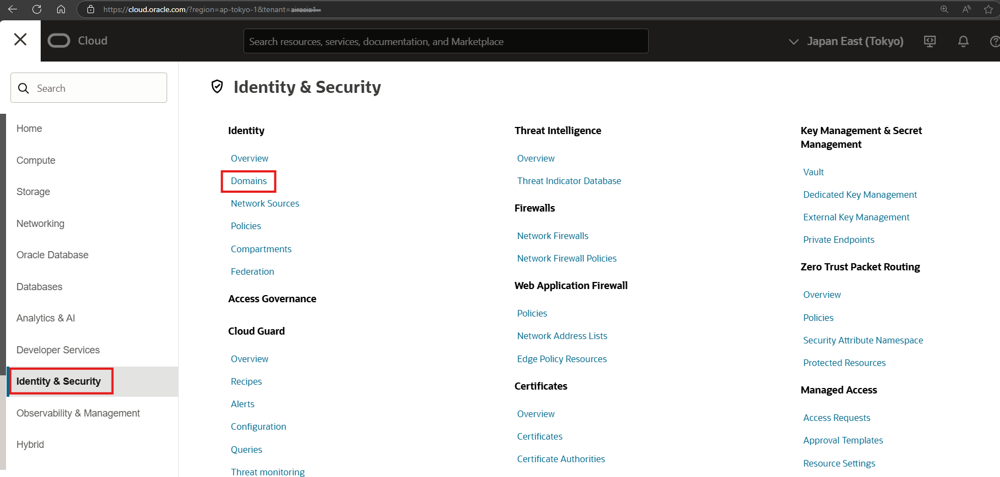 https://cloud.oracle.com/?region=ap-tokyo-1&tenant=
Cloud
Search resources, services, documentation, and Marketplace
Japan East (Tokyo)
Search
Home
Compute
Storage
Networking
Oracle Database
Databases
Analytics & AI
Developer Services
Identity & Security
Observability & Management
Hybrid
Identity & Security
Identity
Overview
Domains
Network Sources
Policies
Compartments
Federation
Access Governance
Cloud Guard
Overview
Recipes
Alerts
Configuration
Queries
Threat monitoring
Threat Intelligence
Overview
Threat Indicator Database
Firewalls
Network Firewalls
Network Firewall Policies
Web Application Firewall
Policies
Network Address Lists
Edge Policy Resources
Certificates
Overview
Certificates
Certificate Authorities
Key Management & Secret
Management
Vault
Dedicated Key Management
External Key Management
Private Endpoints
Zero Trust Packet Routing
Overview
Policies
Security Attribute Namespace
Protected Resources
Managed Access
Access Requests
Approval Templates
Resource Settings